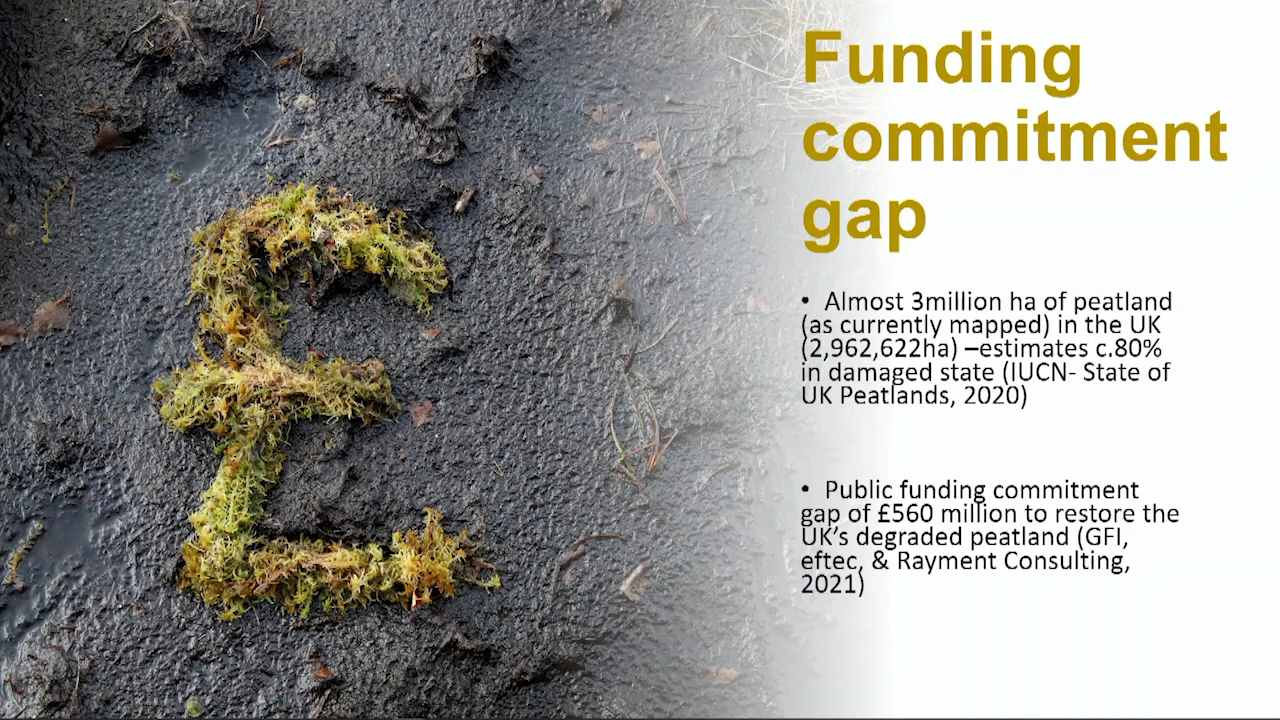 Funding
commitment
gap
• Almost 3million ha of peatland
(as currently mapped) in the UK
(2,962,622ha) –estimates c.80%
in damaged state (IUCN- State of
UK Peatlands, 2020)
• Public funding commitment
gap of £560 million to restore the
UK’s degraded peatland (GFI,
eftec, & Rayment Consulting,
2021)
£